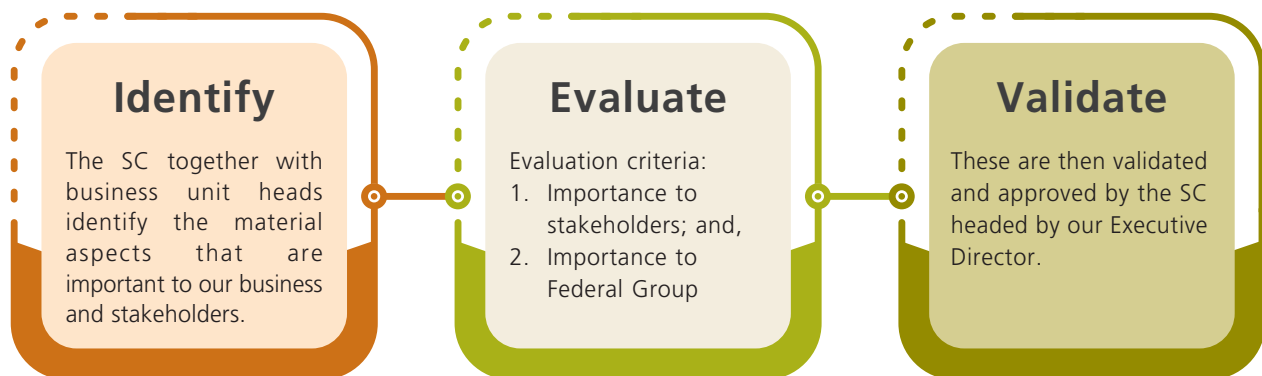 Identify
The SC together with
business unit heads
identify the material
aspects that are
important to our business
and stakeholders.
Evaluate
Evaluation criteria:
1. Importance to
stakeholders; and,
2. Importance to
Federal Group
Validate
These are then validated
and approved by the SC
headed by our Executive
Director.